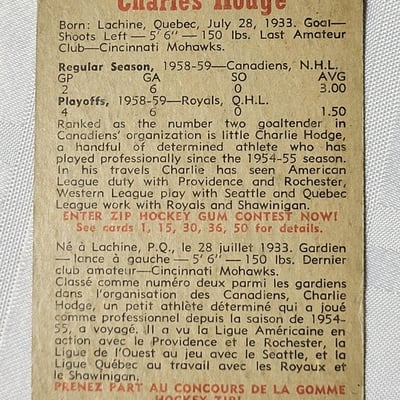 Charles Hodge
Born: Lachine, Quebec, July 28, 1933. Goal—
Shoots Left — 5' 6" — 150 lbs. Last Amateur
Club—Cincinnati Mohawks.
Regular Season, 1958-59—Canadiens, N.H.L.
GP GA SO AVG
2 6 0 3.00
Playoffs, 1958-59—Royals, Q.H.L.
4 6 0 1.50
Ranked as the number two goaltender in
Canadiens' organization is little Charlie Hodge,
a handful of determined athlete who has
played professionally since the 1954-55 season.
In his travels Charlie has seen American
League duty with Providence and Rochester,
Western League play with Seattle and Quebec
League work with Royals and Shawinigan.
ENTER ZIP HOCKEY GUM CONTEST NOW!
See cards 1, 15, 30, 36, 50 for details.
Né à Lachine, P.Q., le 28 juillet 1933. Gardien
—lance à gauche — 5' 6" — 150 lbs. Dernier
club amateur—Cincinnati Mohawks.
Classé comme numéro deux parmi les gardiens
dans l'organisation des Canadiens, Charlie
Hodge, un petit athlète déterminé qui a joué
comme professionnel depuis la saison de 1954-
55, a voyagé. Il a vu la Ligue Américaine en
action avec le Providence et le Rochester, la
Ligue de l'Ouest au jeu avec le Seattle, et la
Ligue Québec au travail avec les Royaux et
le Shawinigan.
PRENEZ PART AU CONCOURS DE LA GOMME
HOCKEY ZIP!